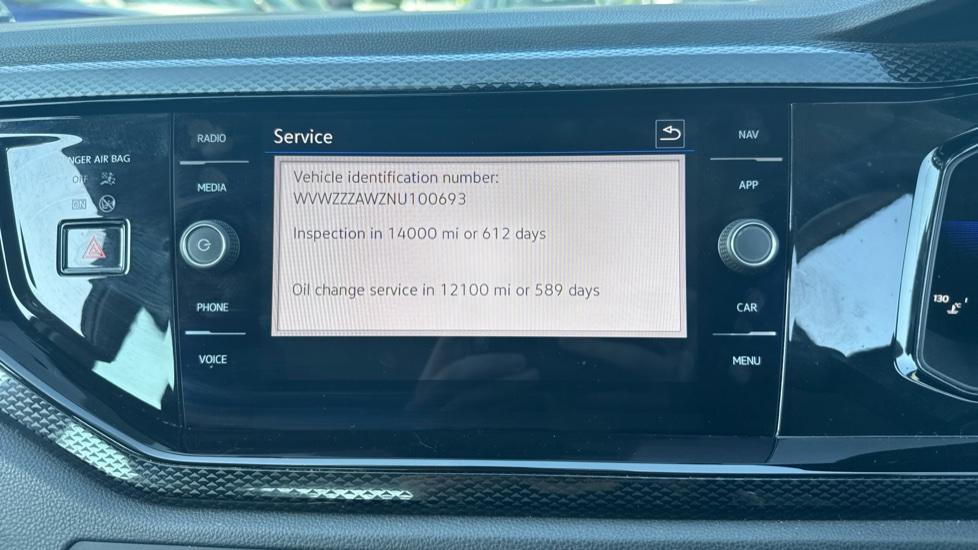 NGER AIR BAG
OFF
ON
RADIO
MEDIA
PHONE
VOICE
Service
Vehicle identification number:
WVWZZZAWZNU100693
Inspection in 14000 mi or 612 days
Oil change service in 12100 mi or 589 days
NAV
APP
CAR
MENU
130
°C